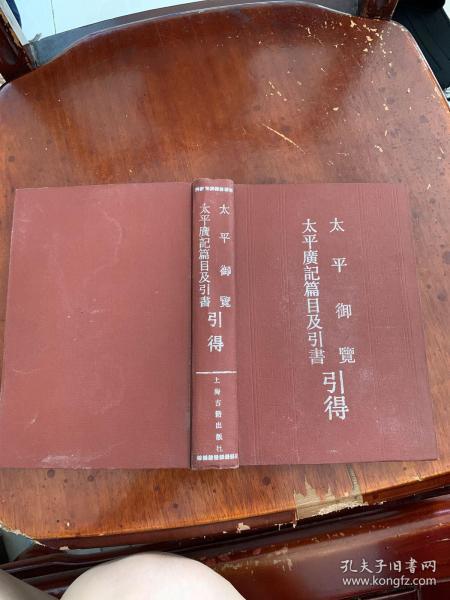 太平御覽
太平廣記篇目及引書
引得
上海古籍出版社
太平御覽
太平廣記篇目及引書
引得
孔夫子旧书网
www.kongfz.com